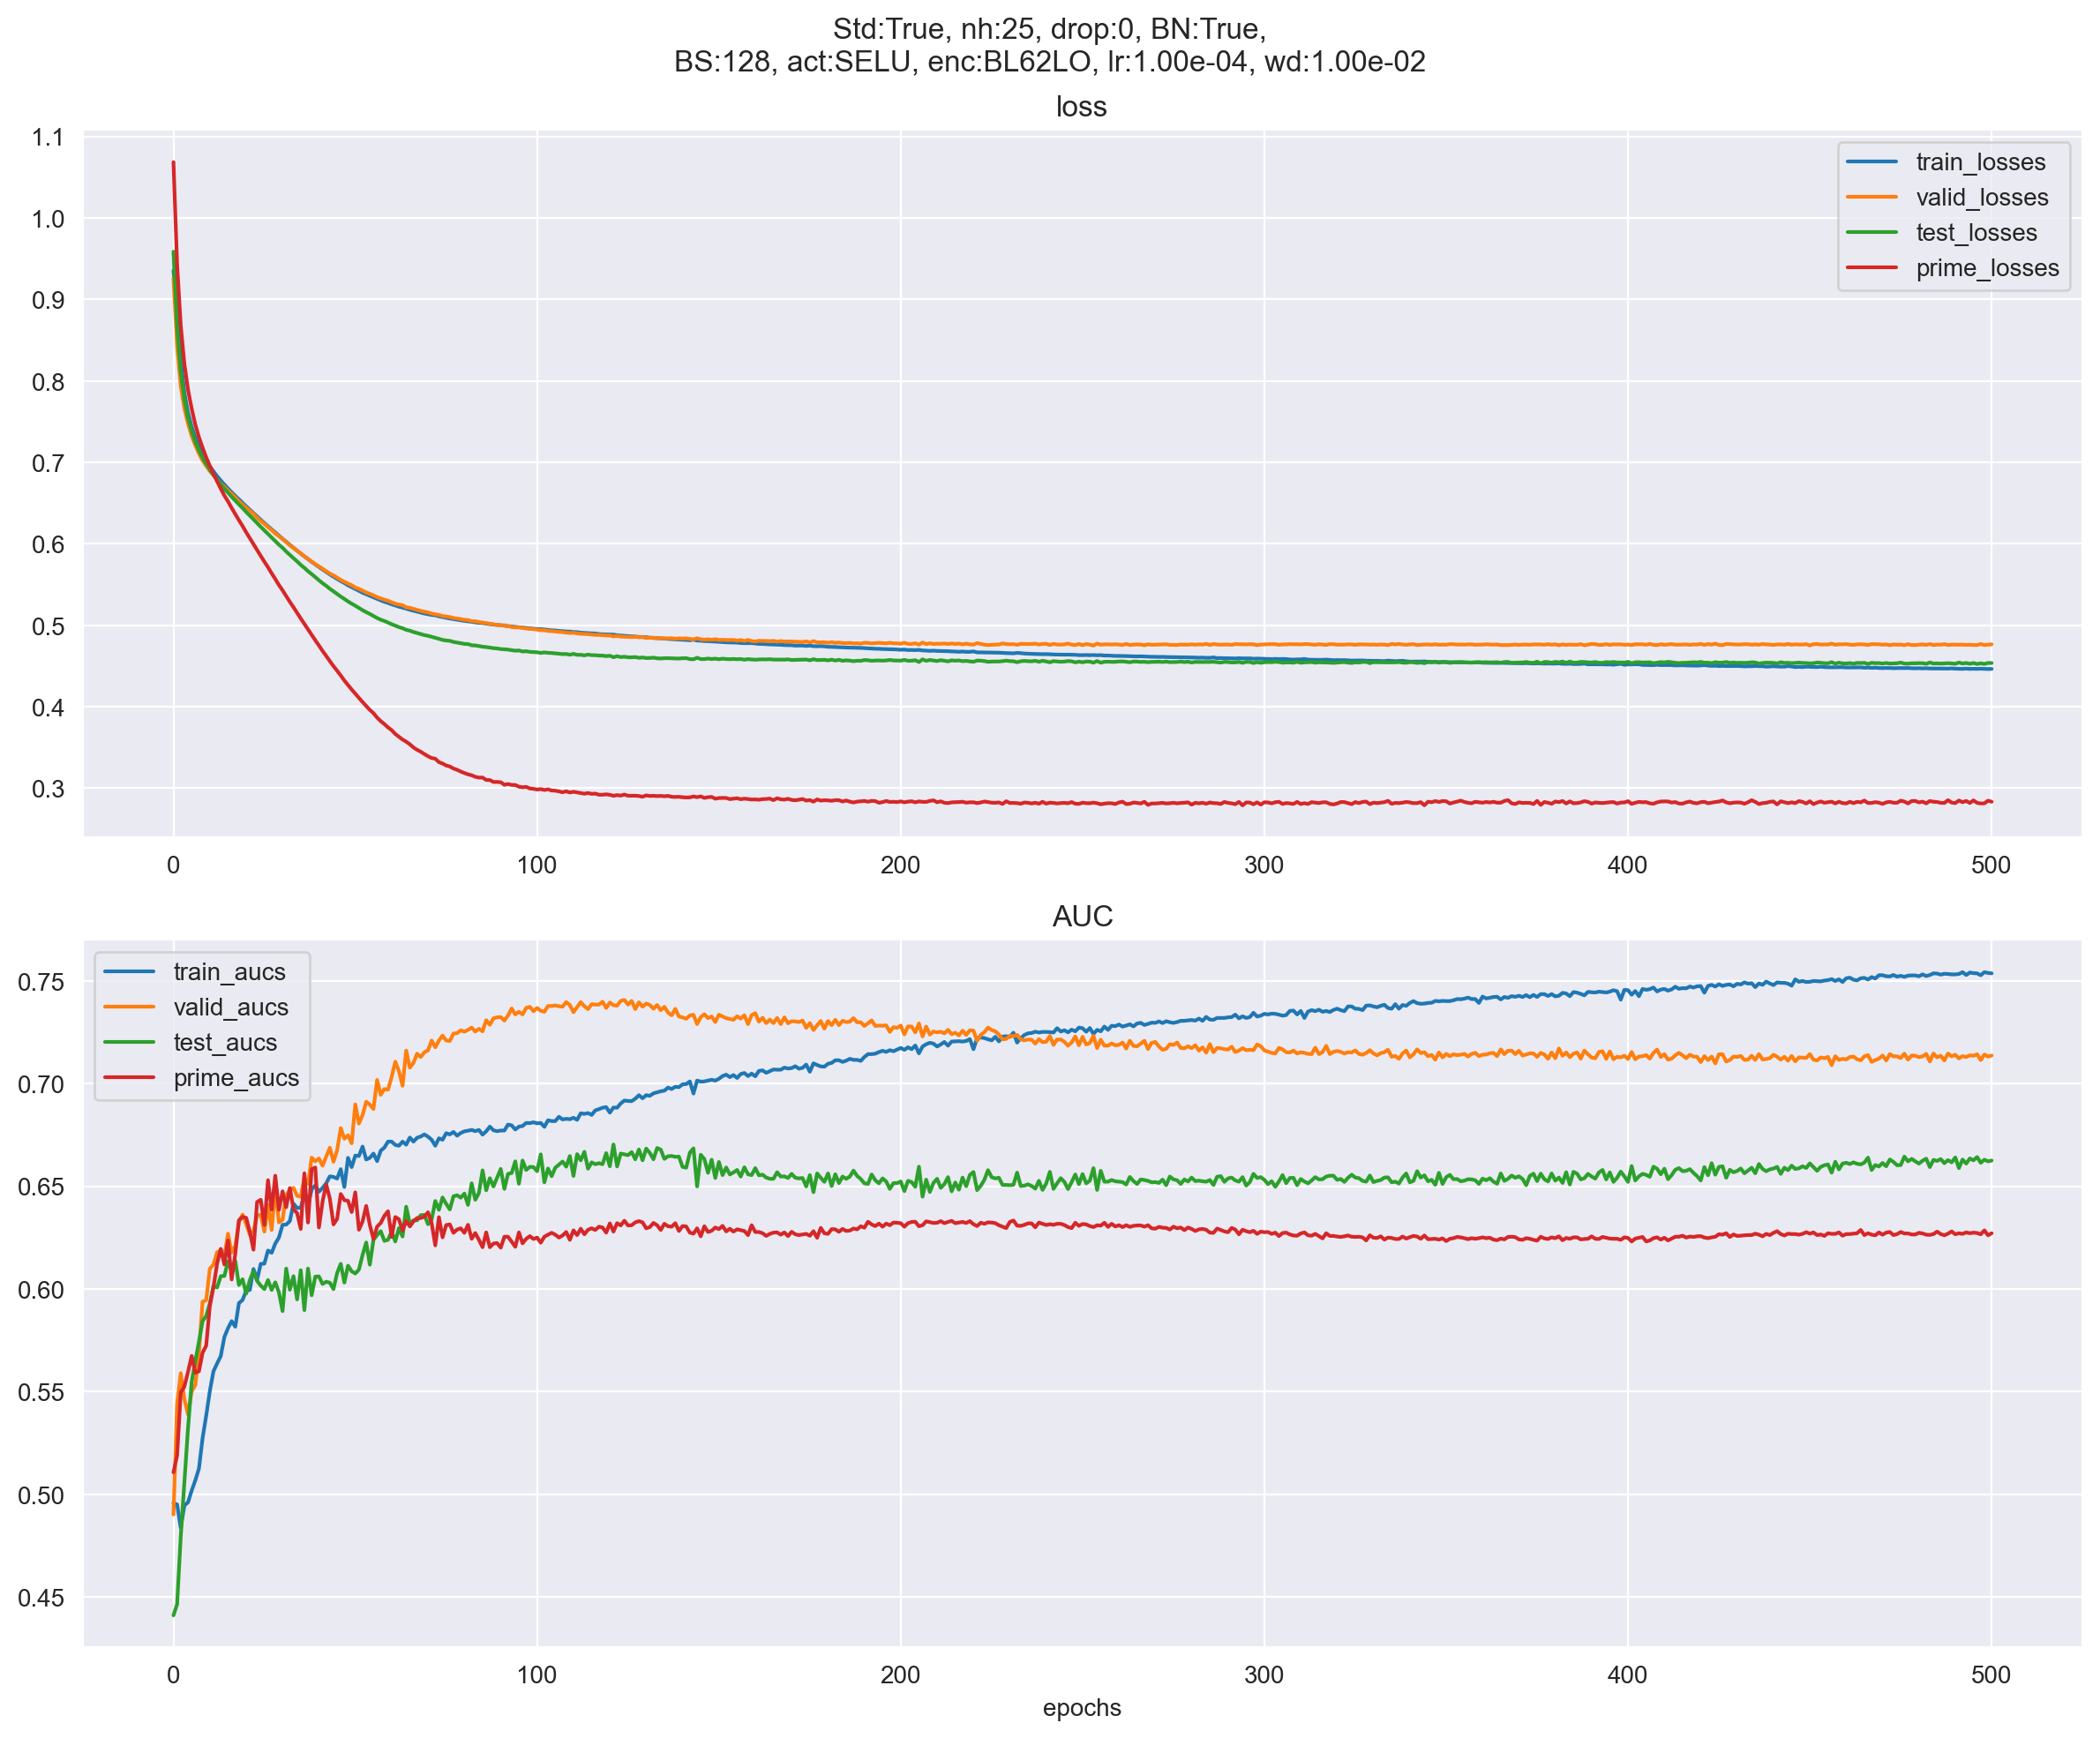 Std:True, nh:25, drop:0, BN:True,
BS:128, act:SELU, enc:BL62LO, lr:1.00e-04, wd:1.00e-02
loss
1.1
1.0
0.9
0.8
0.7
0.6
0.5
0.4
0.3
train_losses
valid_losses
test_losses
prime_losses
0 100 200 300 400 500
AUC
0.75
0.70
0.65
0.60
0.55
0.50
0.45
train_aucs
valid_aucs
test_aucs
prime_aucs
0 100 200 300 400 500
epochs